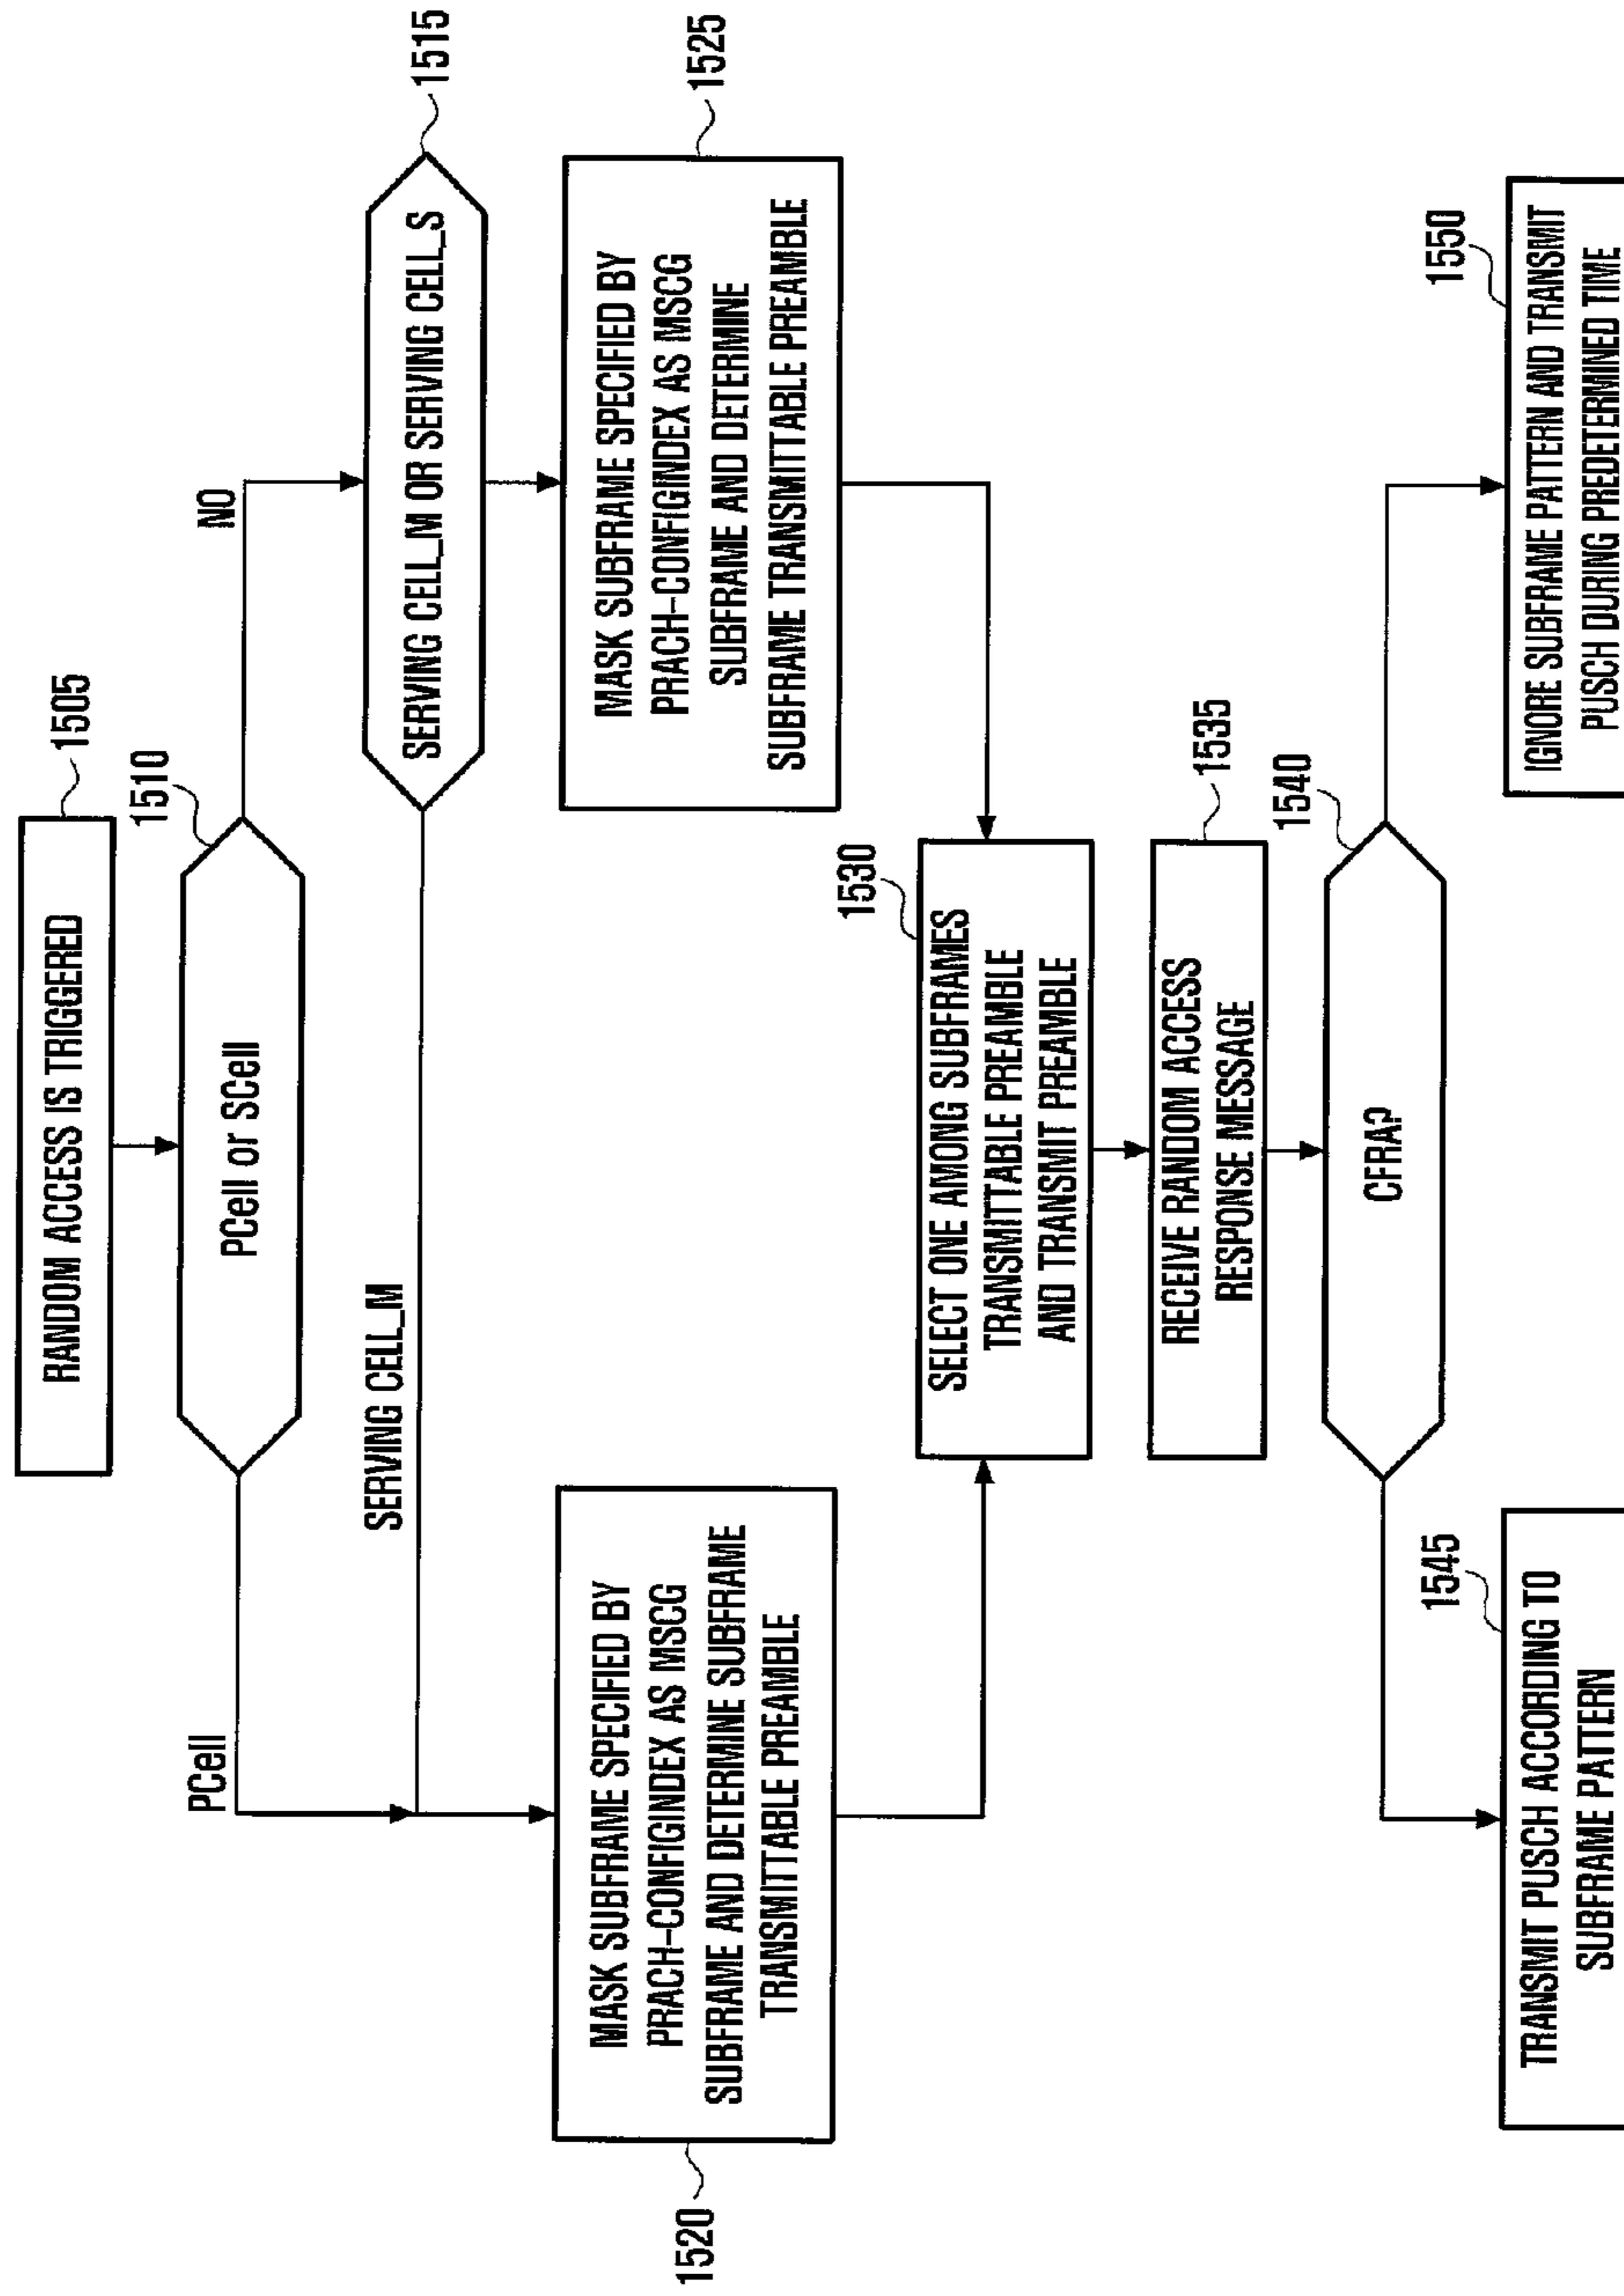 RANDOM ACCESS IS TRIGGERED
1505
PCell or SCell
1510
PCell
NO
SERVING CELL_M OR SERVING CELL_S
1515
SERVING CELL_M
MASK SUBFRAME SPECIFIED BY
PRACH-CONFIGINDEX AS MSCG
SUBFRAME AND DETERMINE SUBFRAME
TRANSMITTABLE PREAMBLE
1520
MASK SUBFRAME SPECIFIED BY
PRACH-CONFIGINDEX AS MSCG
SUBFRAME AND DETERMINE
SUBFRAME TRANSMITTABLE PREAMBLE
1525
1530
SELECT ONE AMONG SUBFRAMES
TRANSMITTABLE PREAMBLE
AND TRANSMIT PREAMBLE
RECEIVE RANDOM ACCESS
RESPONSE MESSAGE
1535
CFRA?
1540
1545
TRANSMIT PUSCH ACCORDING TO
SUBFRAME PATTERN
1550
IGNORE SUBFRAME PATTERN AND TRANSMIT
PUSCH DURING PREDETERMINED TIME